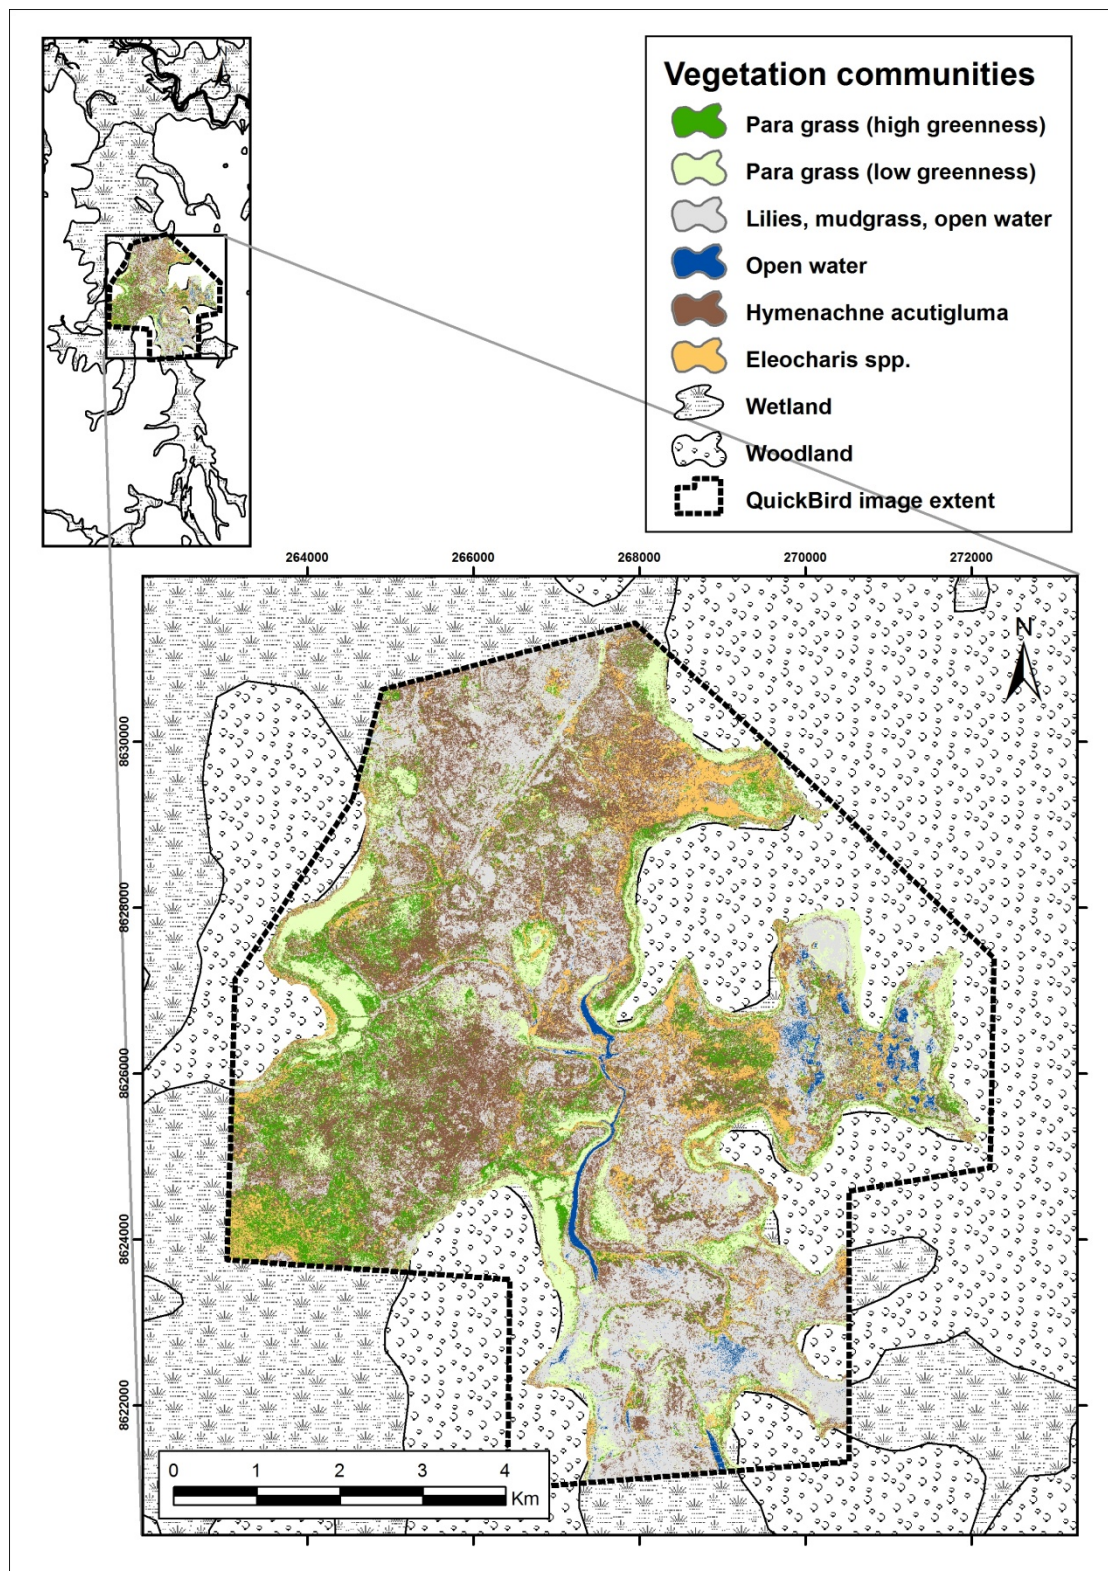 Vegetation communities
Para grass (high greenness)
Para grass (low greenness)
Lilies, mudgrass, open water
Open water
Hymenachne acutigluma
Eleocharis spp.
Wetland
Woodland
QuickBird image extent
264000 266000 268000 270000 272000
N
8630000
8628000
8626000
8624000
8622000
0 1 2 3 4
Km